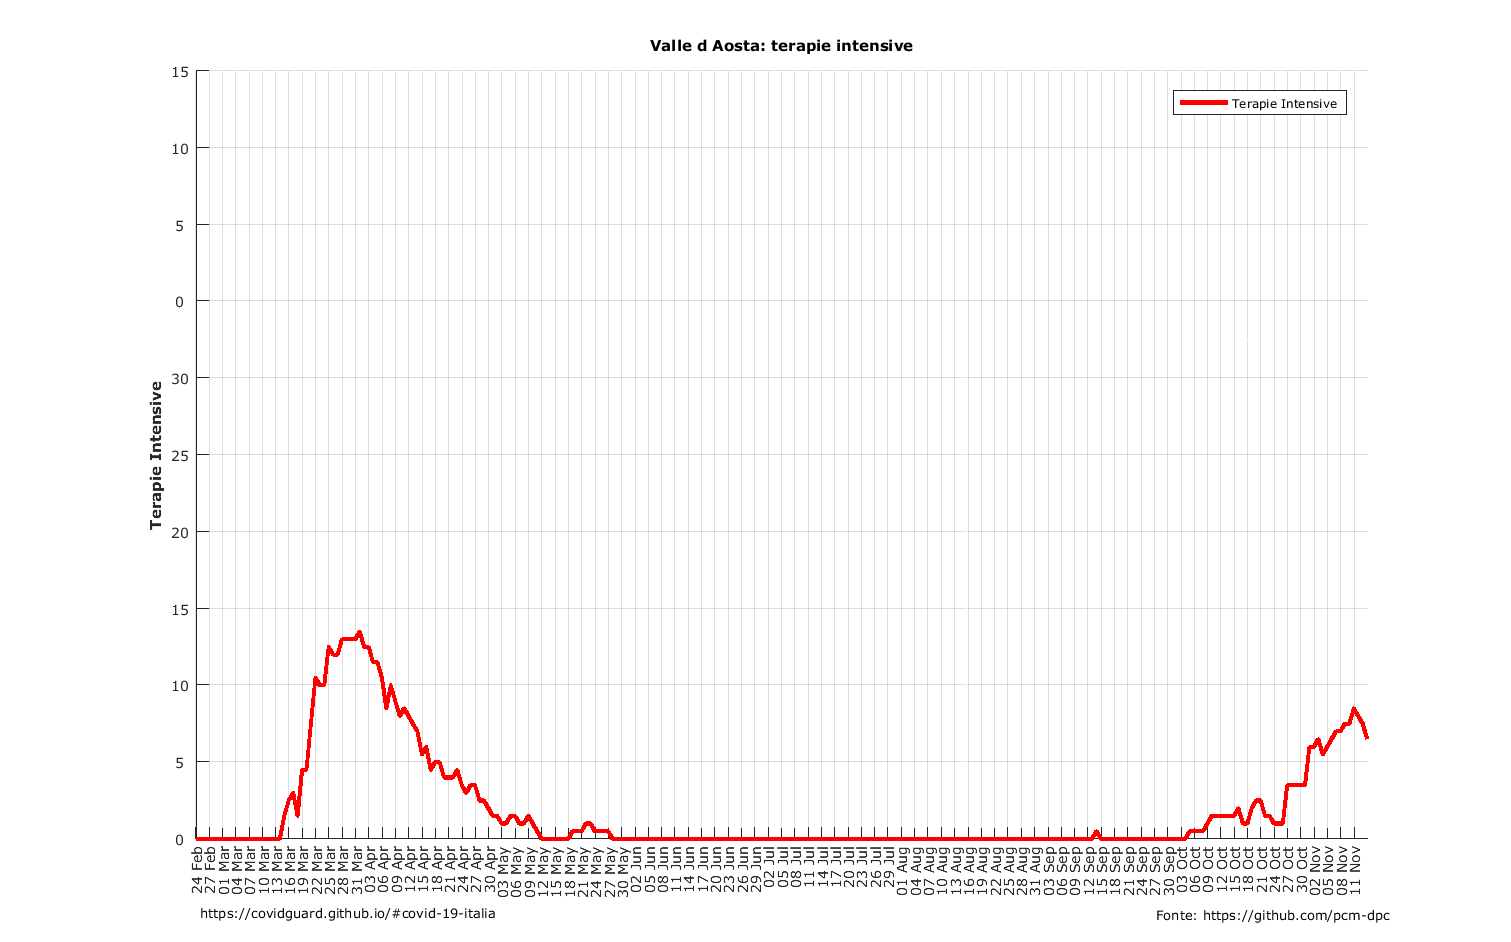 Valle d Aosta: terapie intensive
Terapie Intensive
15
10
5
0
30
25
20
15
10
5
0
Terapie Intensive
24 Feb
27 Feb
01 Mar
04 Mar
07 Mar
10 Mar
13 Mar
16 Mar
19 Mar
22 Mar
25 Mar
28 Mar
31 Mar
03 Apr
06 Apr
09 Apr
12 Apr
15 Apr
18 Apr
21 Apr
24 Apr
27 Apr
30 Apr
03 May
06 May
09 May
12 May
15 May
18 May
21 May
24 May
27 May
30 May
02 Jun
05 Jun
08 Jun
11 Jun
14 Jun
17 Jun
20 Jun
23 Jun
26 Jun
29 Jun
02 Jul
05 Jul
08 Jul
11 Jul
14 Jul
17 Jul
20 Jul
23 Jul
26 Jul
29 Jul
01 Aug
04 Aug
07 Aug
10 Aug
13 Aug
16 Aug
19 Aug
22 Aug
25 Aug
28 Aug
31 Aug
03 Sep
06 Sep
09 Sep
12 Sep
15 Sep
18 Sep
21 Sep
24 Sep
27 Sep
30 Sep
03 Oct
06 Oct
09 Oct
12 Oct
15 Oct
18 Oct
21 Oct
24 Oct
27 Oct
30 Oct
02 Nov
05 Nov
08 Nov
11 Nov
https://covidguard.github.io/#covid-19-italia
Fonte: https://github.com/pcm-dpc